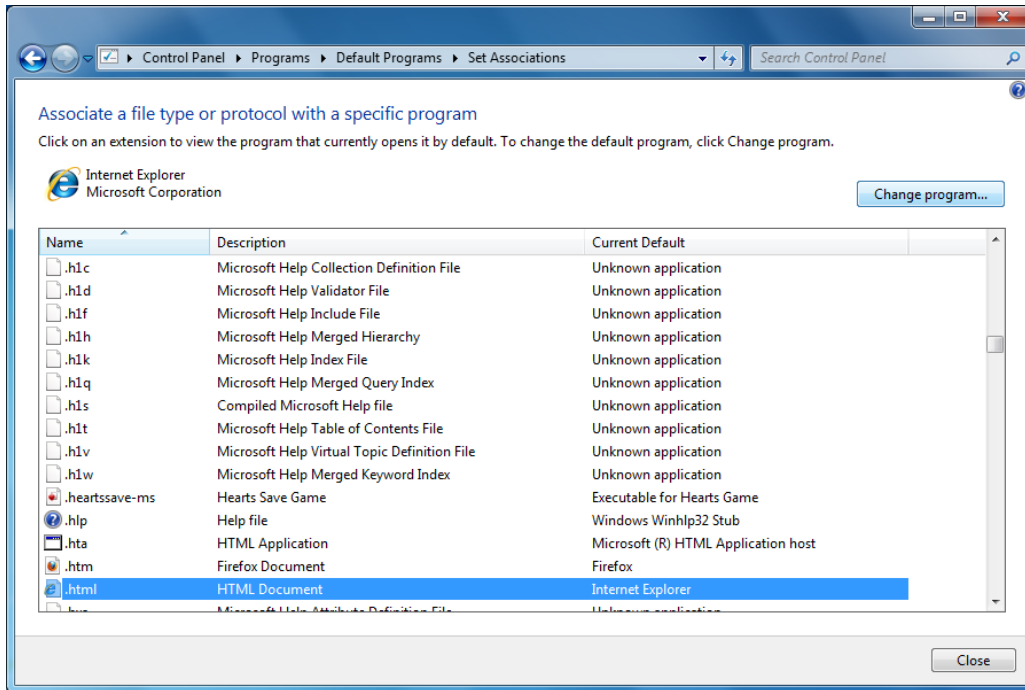 Control Panel Programs Default Programs Set Associations Search Control Panel
Associate a file type or protocol with a specific program
Click on an extension to view the program that currently opens it by default. To change the default program, click Change program.
Internet Explorer
Microsoft Corporation
Change program...
Name Description Current Default
.h1c Microsoft Help Collection Definition File Unknown application
.h1d Microsoft Help Validator File Unknown application
.h1f Microsoft Help Include File Unknown application
.h1h Microsoft Help Merged Hierarchy Unknown application
.h1k Microsoft Help Index File Unknown application
.h1q Microsoft Help Merged Query Index Unknown application
.h1s Compiled Microsoft Help file Unknown application
.h1t Microsoft Help Table of Contents File Unknown application
.h1v Microsoft Help Virtual Topic Definition File Unknown application
.h1w Microsoft Help Merged Keyword Index Unknown application
.heartssave-ms Hearts Save Game Executable for Hearts Game
.hlp Help file Windows Winhlp32 Stub
.hta HTML Application Microsoft (R) HTML Application host
.htm Firefox Document Firefox
.html HTML Document Internet Explorer
Microsoft Help Attribute Definition File Unknown application
Close